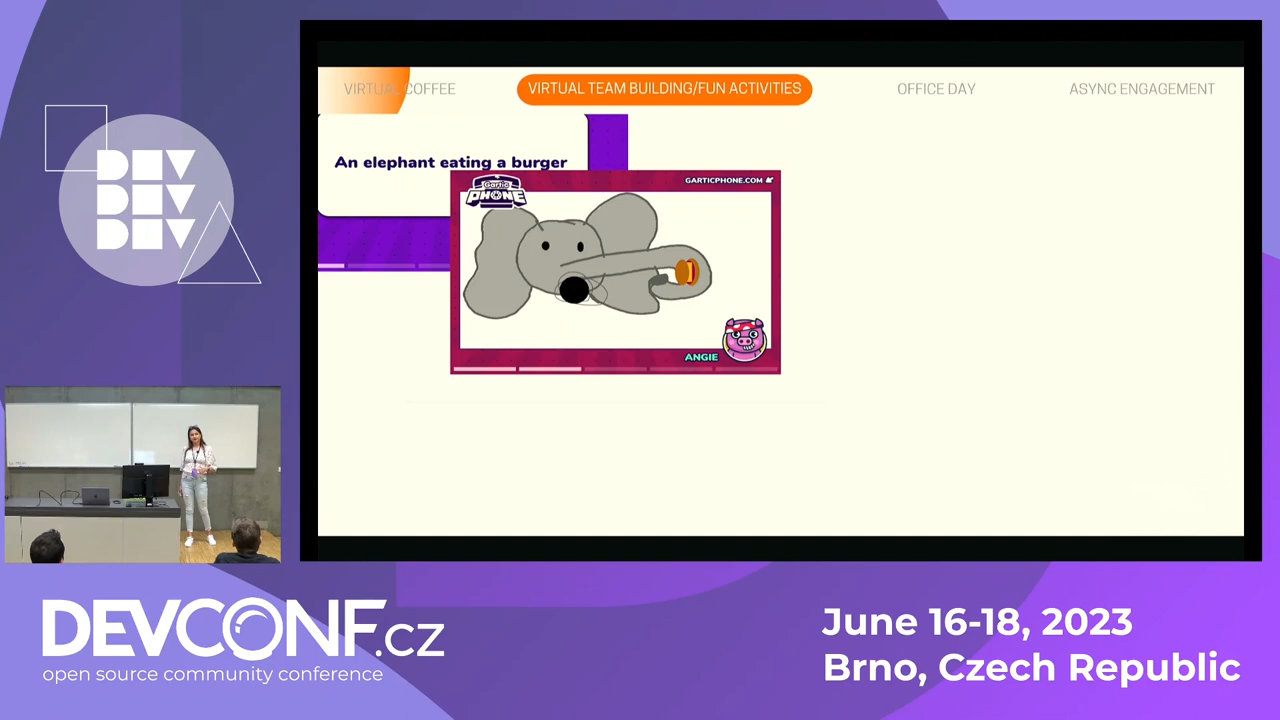 VIRTUAL COFFEE
VIRTUAL TEAM BUILDING/FUN ACTIVITIES
OFFICE DAY
ASYNC ENGAGEMENT
An elephant eating a burger
Gartic
PHONE
GARTICPHONE.COM
ANGIE
DEV
DEV
DEV
DEVCONF.cz
open source community conference
June 16-18, 2023
Brno, Czech Republic